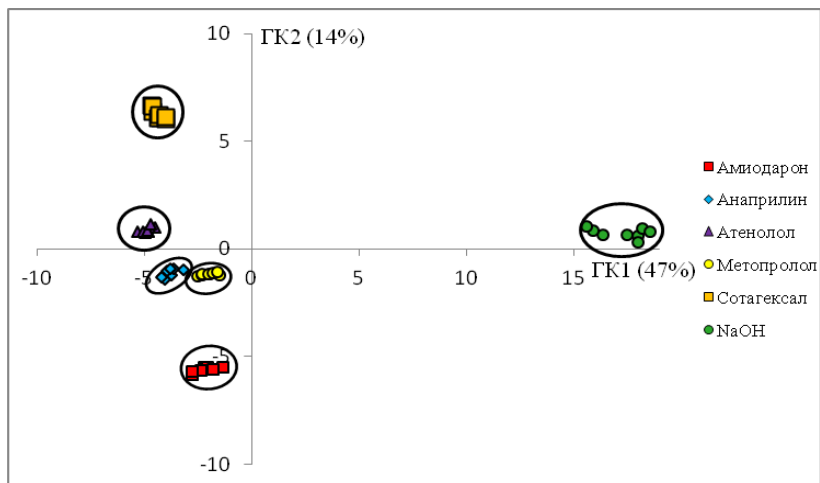 10
ГК2 (14%)
5
0
-10
-5
0
5
10
15
ГК1 (47%)
-5
-10
Амиодарон
Анаприлин
Атенолол
Метопролол
Сотагексал
NaOH